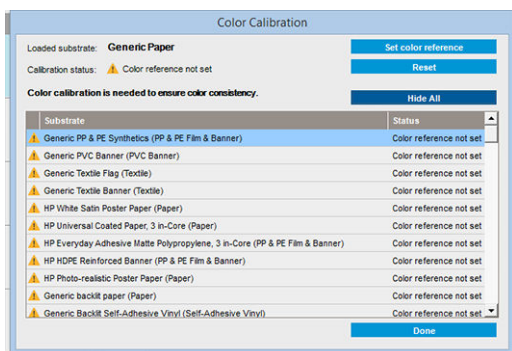 Color Calibration
Loaded substrate: Generic Paper
Set color reference
Calibration status: Color reference not set
Reset
Color calibration is needed to ensure color consistency.
Hide All
Substrate Status
Generic PP & PE Synthetics (PP & PE Film & Banner) Color reference not set
Generic PVC Banner (PVC Banner) Color reference not set
Generic Textile Flag (Textile) Color reference not set
Generic Textile Banner (Textile) Color reference not set
HP White Satin Poster Paper (Paper) Color reference not set
HP Universal Coated Paper, 3 in-Core (Paper) Color reference not set
HP Everyday Adhesive Matte Polypropylene, 3 in-Core (PP & PE Film & Banner) Color reference not set
HP HDPE Reinforced Banner (PP & PE Film & Banner) Color reference not set
HP Photo-realistic Poster Paper (Paper) Color reference not set
Generic backlit paper (Paper) Color reference not set
Generic Backlit Self-Adhesive Vinyl (Self-Adhesive Vinyl) Color reference not set
Done